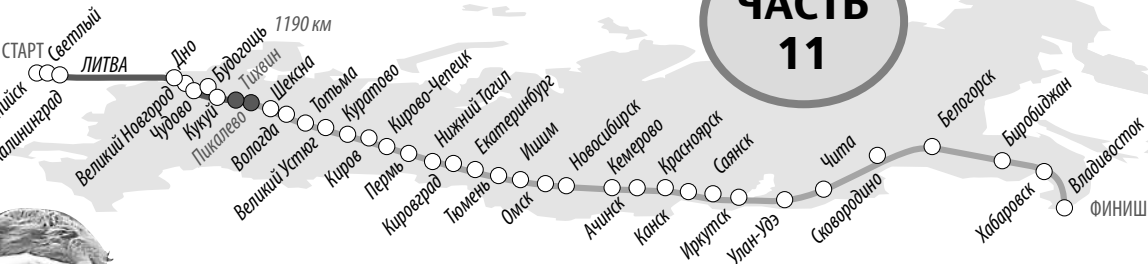 ЧАСТЬ
11
1190 км
СТАРТ
Светлый
ЛИТВА
Дно
Великий Новгород
Чудово
Будогощь
Кукуй
Тихвин
Пикалево
Шексна
Вологда
Тотьма
Великий Устюг
Куратово
Киров
Кирово-Чепецк
Пермь
Нижний Тагил
Кировград
Екатеринбург
Тюмень
Ишим
Омск
Новосибирск
Кемерово
Ачинск
Красноярск
Канск
Саянск
Иркутск
Улан-Удэ
Чита
Сковородино
Белогорск
Биробиджан
Хабаровск
Владивосток
ФИНИШ